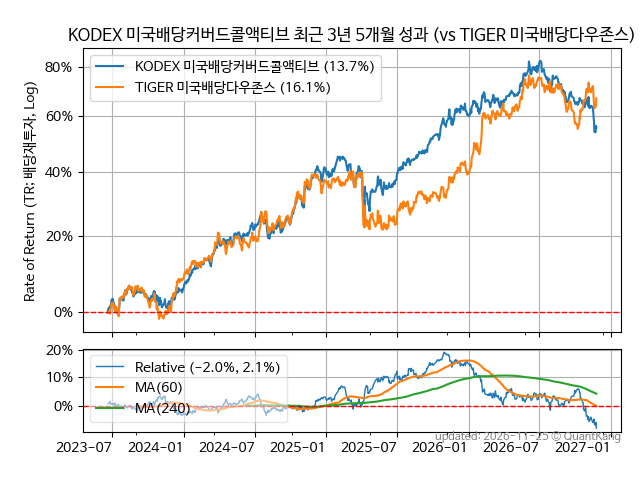 KODEX 미국배당커버드콜액티브 최근 3년 5개월 성과 (vs TIGER 미국배당다우존스)
Rate of Return (TR: 배당재투자, Log)
80%
60%
40%
20%
0%
KODEX 미국배당커버드콜액티브 (13.7%)
TIGER 미국배당다우존스 (16.1%)
20%
10%
0%
Relative (−2.0%, 2.1%)
MA(60)
MA(240)
updated: 2026-11-25 © QuantKang
2023-07 2024-01 2024-07 2025-01 2025-07 2026-01 2026-07 2027-01